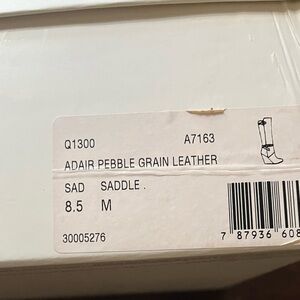 Q1300 A7163
ADAIR PEBBLE GRAIN LEATHER
SAD SADDLE .
8.5 M
30005276 7 87936 608